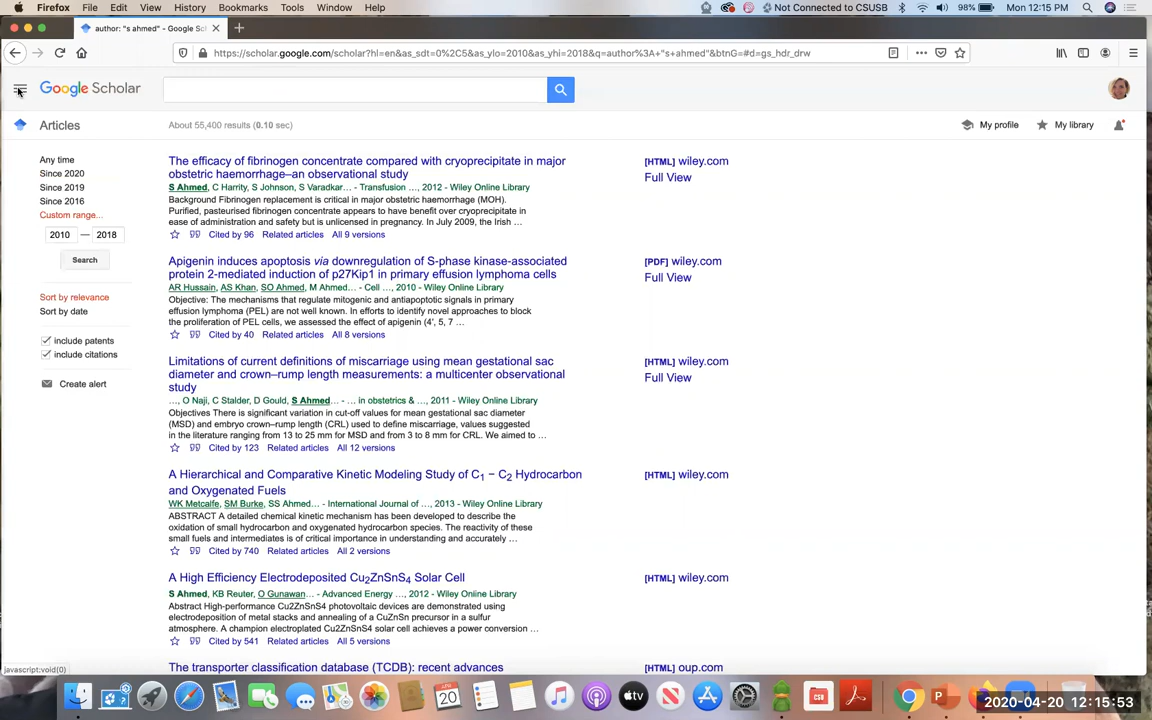 Firefox File Edit View History Bookmarks Tools Window Help Not Connected to CSUSB 98% Mon 12:15 PM
author: "s ahmed" - Google Sch
https://scholar.google.com/scholar?hl=en&as_sdt=0%2C5&as_ylo=2010&as_yhi=2018&q=author%3A+"s+ahmed"&btnG=#d=gs_hdr_drw
Google Scholar
Articles
About 55,400 results (0.10 sec)
My profile
My library
Any time
Since 2020
Since 2019
Since 2016
Custom range...
2010 — 2018
Search
Sort by relevance
Sort by date
include patents
include citations
Create alert
The efficacy of fibrinogen concentrate compared with cryoprecipitate in major
obstetric haemorrhage–an observational study
S Ahmed, C Harrity, S Johnson, S Varadkar… - Transfusion …, 2012 - Wiley Online Library
Background Fibrinogen replacement is critical in major obstetric haemorrhage (MOH).
Purified, pasteurised fibrinogen concentrate appears to have benefit over cryoprecipitate in
ease of administration and safety but is unlicensed in pregnancy. In July 2009, the Irish …
Cited by 96 Related articles All 9 versions
[HTML] wiley.com
Full View
Apigenin induces apoptosis via downregulation of S-phase kinase-associated
protein 2-mediated induction of p27Kip1 in primary effusion lymphoma cells
AR Hussain, AS Khan, SO Ahmed, M Ahmed… - Cell …, 2010 - Wiley Online Library
Objective: The mechanisms that regulate mitogenic and antiapoptotic signals in primary
effusion lymphoma (PEL) are not well known. In efforts to identify novel approaches to block
the proliferation of PEL cells, we assessed the effect of apigenin (4′, 5, 7 …
Cited by 40 Related articles All 8 versions
[PDF] wiley.com
Full View
Limitations of current definitions of miscarriage using mean gestational sac
diameter and crown–rump length measurements: a multicenter observational
study
…, O Naji, C Stalder, D Gould, S Ahmed… - … in obstetrics & …, 2011 - Wiley Online Library
Objectives There is significant variation in cut-off values for mean gestational sac diameter
(MSD) and embryo crown–rump length (CRL) used to define miscarriage, values suggested
in the literature ranging from 13 to 25 mm for MSD and from 3 to 8 mm for CRL. We aimed to …
Cited by 123 Related articles All 12 versions
[HTML] wiley.com
Full View
A Hierarchical and Comparative Kinetic Modeling Study of C1 − C2 Hydrocarbon
and Oxygenated Fuels
WK Metcalfe, SM Burke, SS Ahmed… - International Journal of …, 2013 - Wiley Online Library
ABSTRACT A detailed chemical kinetic mechanism has been developed to describe the
oxidation of small hydrocarbon and oxygenated hydrocarbon species. The reactivity of these
small fuels and intermediates is of critical importance in understanding and accurately …
Cited by 740 Related articles All 2 versions
[HTML] wiley.com
A High Efficiency Electrodeposited Cu2ZnSnS4 Solar Cell
S Ahmed, KB Reuter, O Gunawan… - Advanced Energy …, 2012 - Wiley Online Library
Abstract High‐performance Cu2ZnSnS4 photovoltaic devices are demonstrated using
electrodeposition of metal stacks and annealing of a CuZnSn precursor in a sulfur
atmosphere. A champion electroplated Cu2ZnSnS4 solar cell achieves a power conversion …
Cited by 541 Related articles All 5 versions
[HTML] wiley.com
The transporter classification database (TCDB): recent advances
[HTML] oup.com
javascript:void(0)
APR
20
tv
CSB
2020-04-20 12:15:53